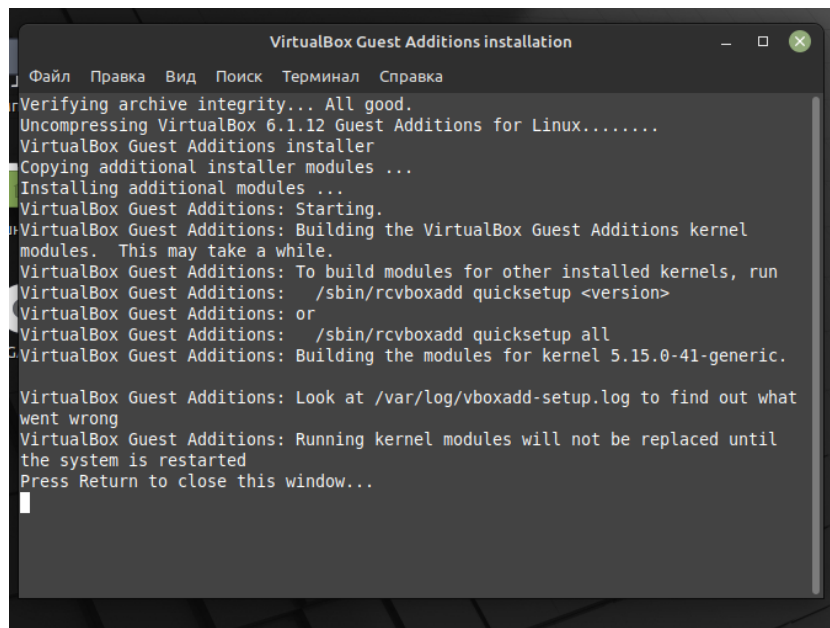 VirtualBox Guest Additions installation
Файл Правка Вид Поиск Терминал Справка
Verifying archive integrity... All good.
Uncompressing VirtualBox 6.1.12 Guest Additions for Linux........
VirtualBox Guest Additions installer
Copying additional installer modules ...
Installing additional modules ...
VirtualBox Guest Additions: Starting.
VirtualBox Guest Additions: Building the VirtualBox Guest Additions kernel
modules.  This may take a while.
VirtualBox Guest Additions: To build modules for other installed kernels, run
VirtualBox Guest Additions:   /sbin/rcvboxadd quicksetup <version>
VirtualBox Guest Additions: or
VirtualBox Guest Additions:   /sbin/rcvboxadd quicksetup all
VirtualBox Guest Additions: Building the modules for kernel 5.15.0-41-generic.
VirtualBox Guest Additions: Look at /var/log/vboxadd-setup.log to find out what
went wrong
VirtualBox Guest Additions: Running kernel modules will not be replaced until
the system is restarted
Press Return to close this window...